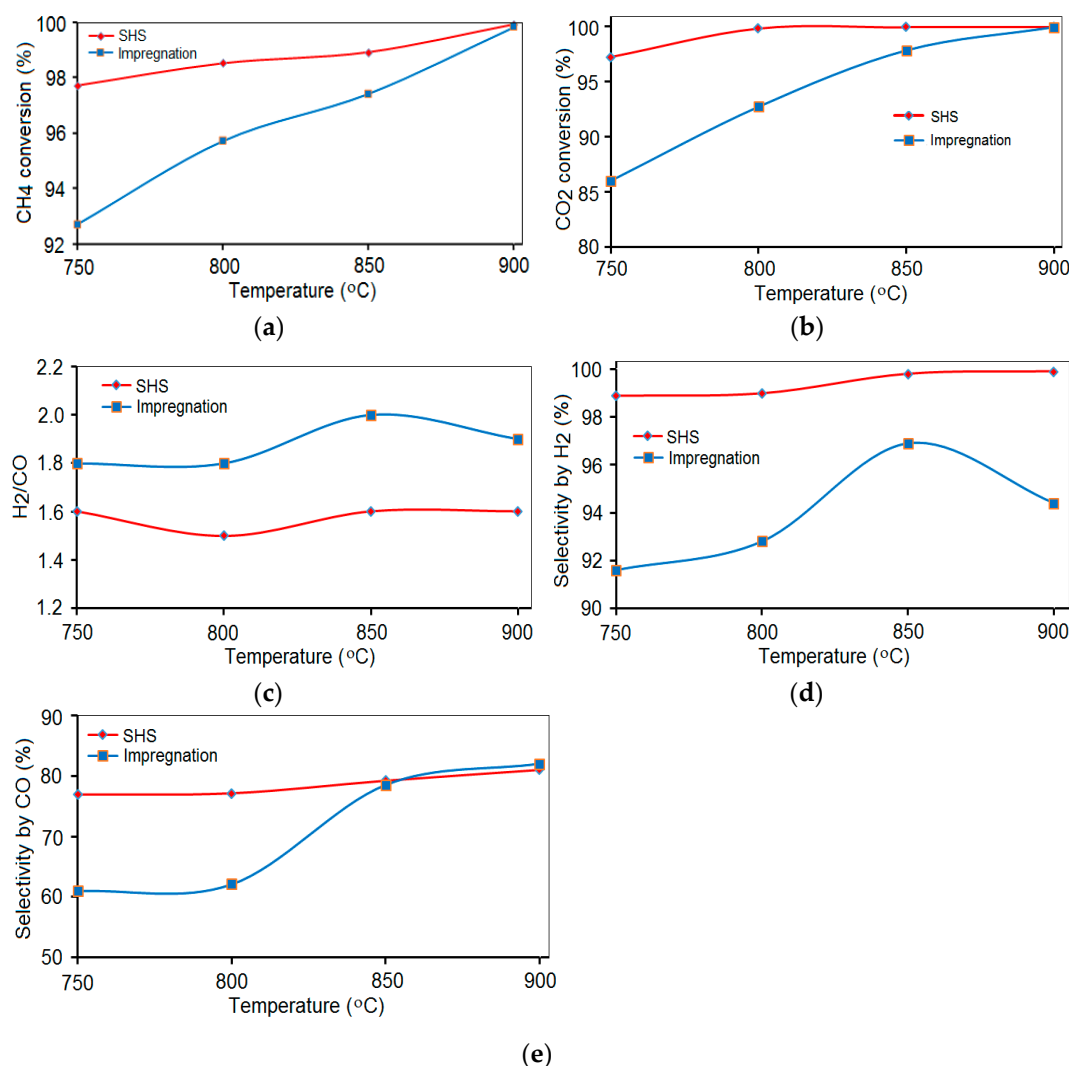 100
98
96
94
92
CH4 conversion (%)
SHS
Impregnation
750 800 850 900
Temperature (oC)
(a)
100
95
90
85
80
CO2 conversion (%)
SHS
Impregnation
750 800 850 900
Temperature (oC)
(b)
2.2
2.0
1.8
1.6
1.4
1.2
H2/CO
SHS
Impregnation
750 800 850 900
Temperature (oC)
(c)
100
98
96
94
92
90
Selectivity by H2 (%)
SHS
Impregnation
750 800 850 900
Temperature (oC)
(d)
90
80
70
60
50
Selectivity by CO (%)
SHS
Impregnation
750 800 850 900
Temperature (oC)
(e)